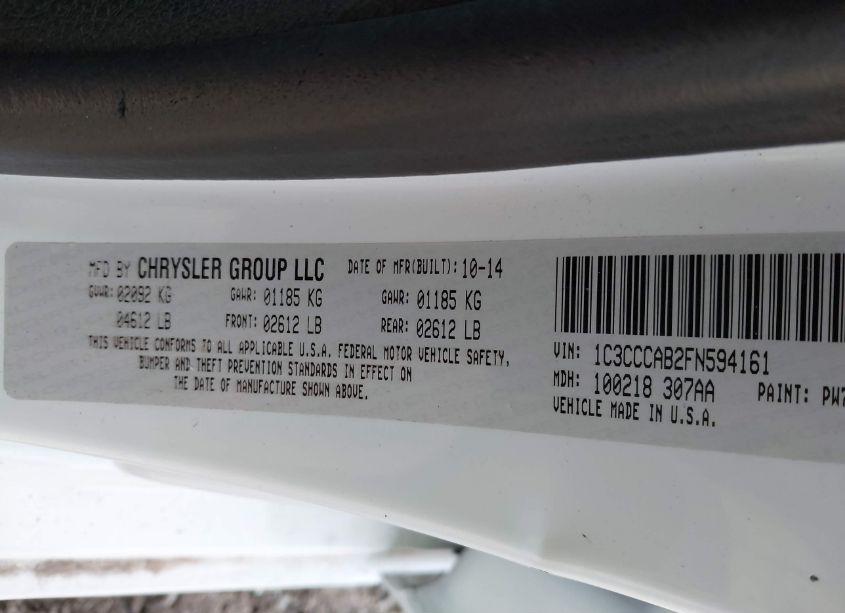 MFD BY CHRYSLER GROUP LLC DATE OF MFR(BUILT): 10-14
GVWR: 02092 KG GAWR: 01185 KG GAWR: 01185 KG
04612 LB FRONT: 02612 LB REAR: 02612 LB
THIS VEHICLE CONFORMS TO ALL APPLICABLE U.S.A. FEDERAL MOTOR VEHICLE SAFETY,
BUMPER AND THEFT PREVENTION STANDARDS IN EFFECT ON
THE DATE OF MANUFACTURE SHOWN ABOVE.
VIN: 1C3CCCAB2FN594161
MDH: 100218 307AA PAINT: PW7
VEHICLE MADE IN U.S.A.